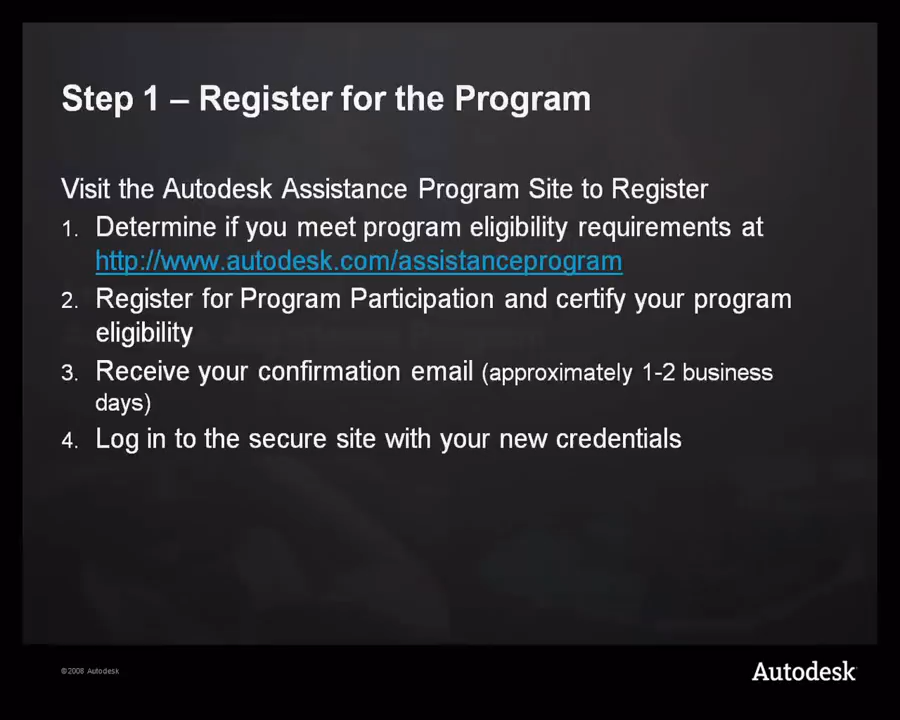 Step 1 – Register for the Program
Visit the Autodesk Assistance Program Site to Register
1. Determine if you meet program eligibility requirements at
http://www.autodesk.com/assistanceprogram
2. Register for Program Participation and certify your program
eligibility
3. Receive your confirmation email (approximately 1-2 business
days)
4. Log in to the secure site with your new credentials
© 2008 Autodesk
Autodesk